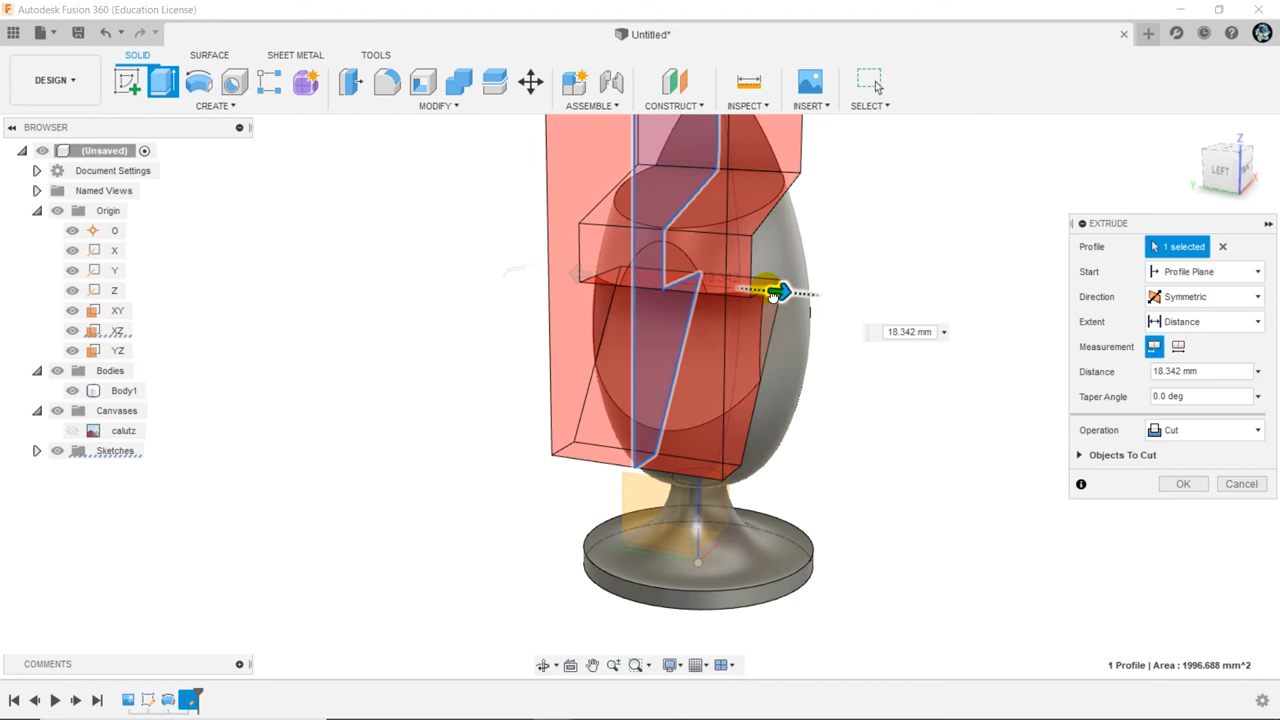 Autodesk Fusion 360 (Education License)
Untitled*
DESIGN
SOLID SURFACE SHEET METAL TOOLS
CREATE MODIFY ASSEMBLE CONSTRUCT INSPECT INSERT SELECT
BROWSER
(Unsaved)
Document Settings
Named Views
Origin
O
X
Y
Z
XY
XZ
YZ
Bodies
Body1
Canvases
calutz
Sketches
18.342
18.342 mm
Z
LEFT
Y
X
EXTRUDE
Profile 1 selected
Start Profile Plane
Direction Symmetric
Extent Distance
Measurement
Distance 18.342 mm
Taper Angle 0.0 deg
Operation Cut
Objects To Cut
OK Cancel
COMMENTS
1 Profile | Area : 1996.688 mm^2